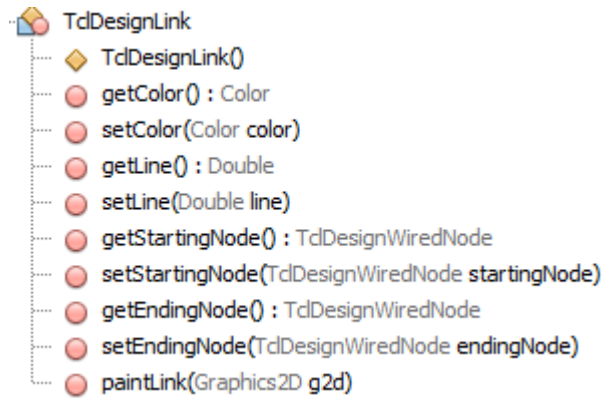 TclDesignLink
TclDesignLink()
getColor() : Color
setColor(Color color)
getLine() : Double
setLine(Double line)
getStartingNode() : TclDesignWiredNode
setStartingNode(TclDesignWiredNode startingNode)
getEndingNode() : TclDesignWiredNode
setEndingNode(TclDesignWiredNode endingNode)
paintLink(Graphics2D g2d)